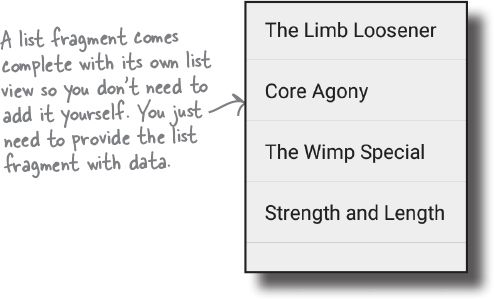 A list fragment comes
complete with its own list
view so you don't need to
add it yourself. You just
need to provide the list
fragment with data.
The Limb Loosener
Core Agony
The Wimp Special
Strength and Length